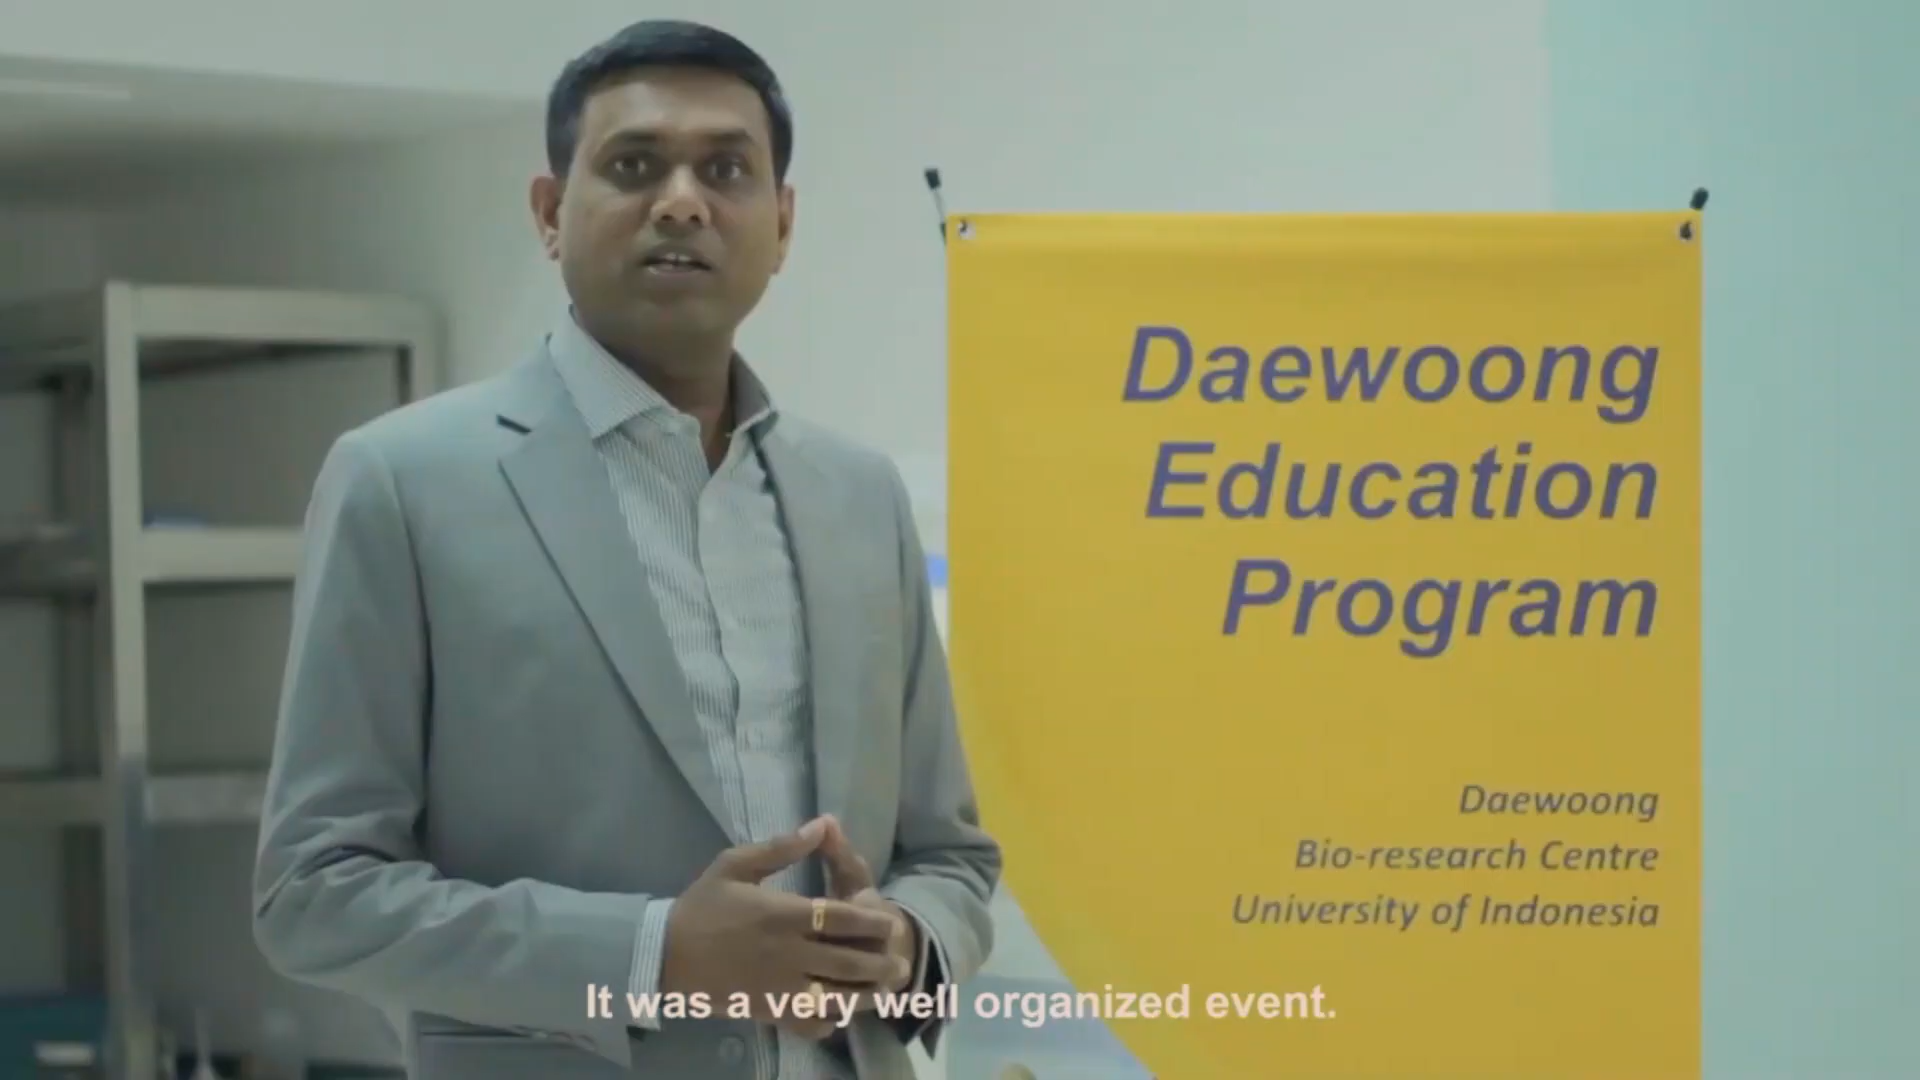 Daewoong
Education
Program
Daewoong
Bio-research Centre
University of Indonesia
It was a very well organized event.